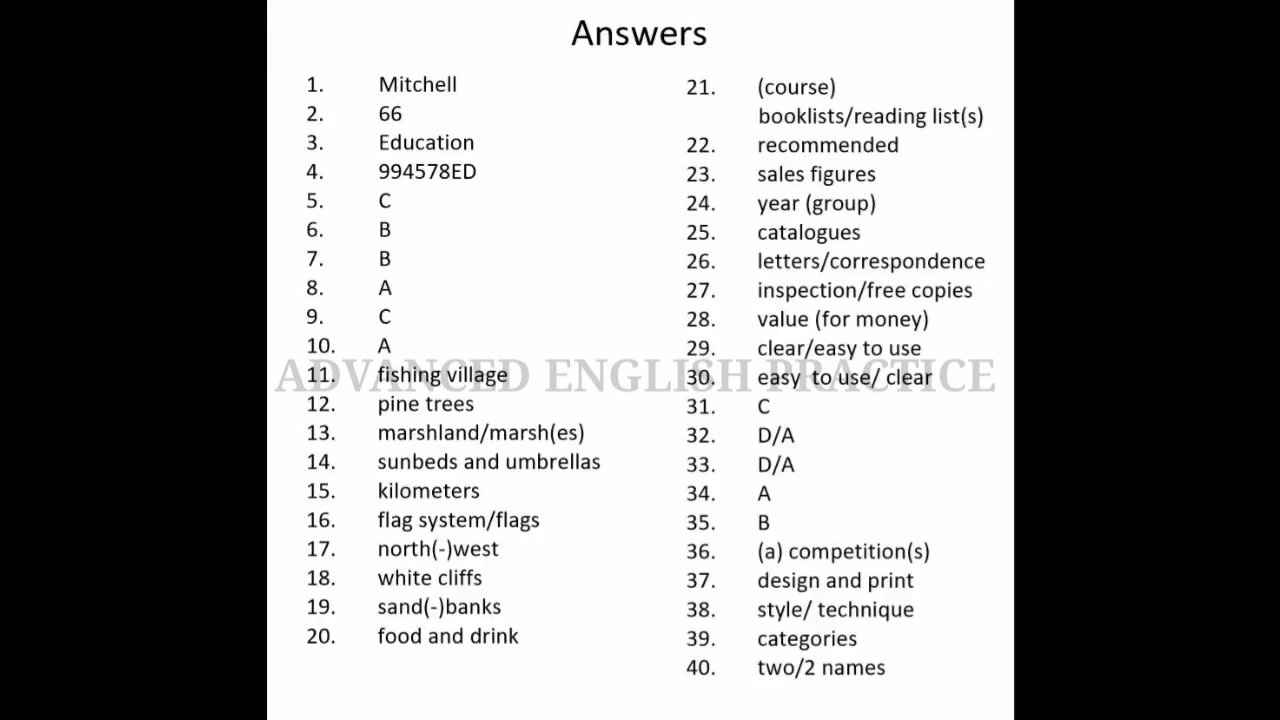 Answers
1. Mitchell
2. 66
3. Education
4. 994578ED
5. C
6. B
7. B
8. A
9. C
10. A
11. fishing village
12. pine trees
13. marshland/marsh(es)
14. sunbeds and umbrellas
15. kilometers
16. flag system/flags
17. north(-)west
18. white cliffs
19. sand(-)banks
20. food and drink
21. (course)
booklists/reading list(s)
22. recommended
23. sales figures
24. year (group)
25. catalogues
26. letters/correspondence
27. inspection/free copies
28. value (for money)
29. clear/easy to use
30. easy to use/ clear
31. C
32. D/A
33. D/A
34. A
35. B
36. (a) competition(s)
37. design and print
38. style/ technique
39. categories
40. two/2 names
ADVANCED ENGLISH PRACTICE